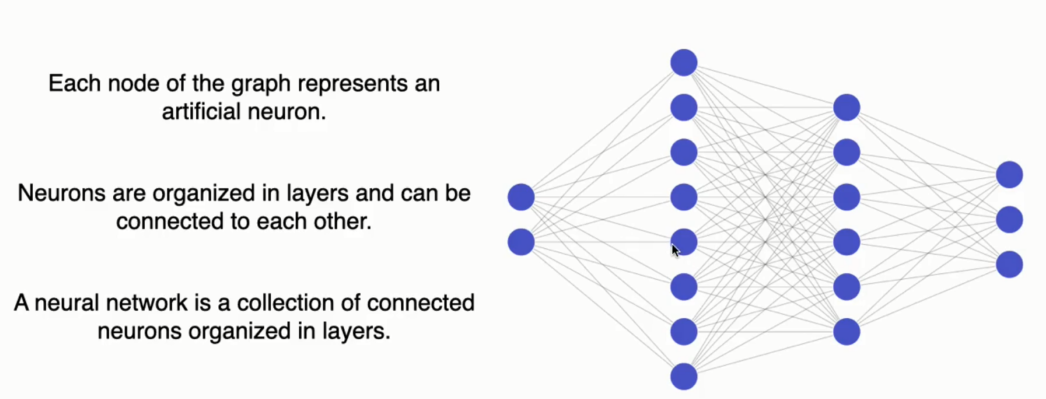 Each node of the graph represents an
artificial neuron.
Neurons are organized in layers and can be
connected to each other.
A neural network is a collection of connected
neurons organized in layers.